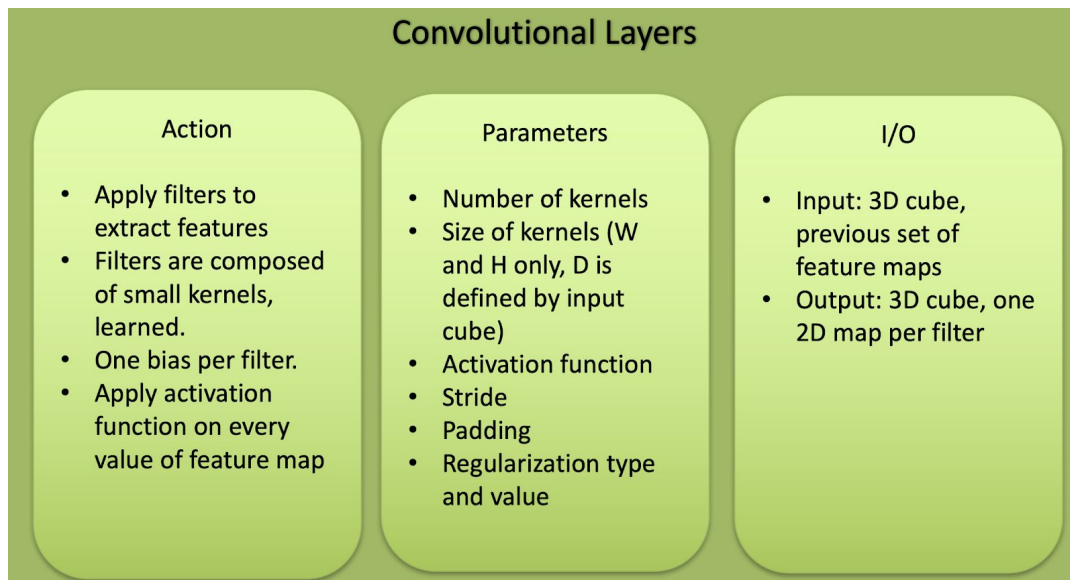 Convolutional Layers
Action
• Apply filters to
extract features
• Filters are composed
of small kernels,
learned.
• One bias per filter.
• Apply activation
function on every
value of feature map
Parameters
• Number of kernels
• Size of kernels (W
and H only, D is
defined by input
cube)
• Activation function
• Stride
• Padding
• Regularization type
and value
I/O
• Input: 3D cube,
previous set of
feature maps
• Output: 3D cube, one
2D map per filter